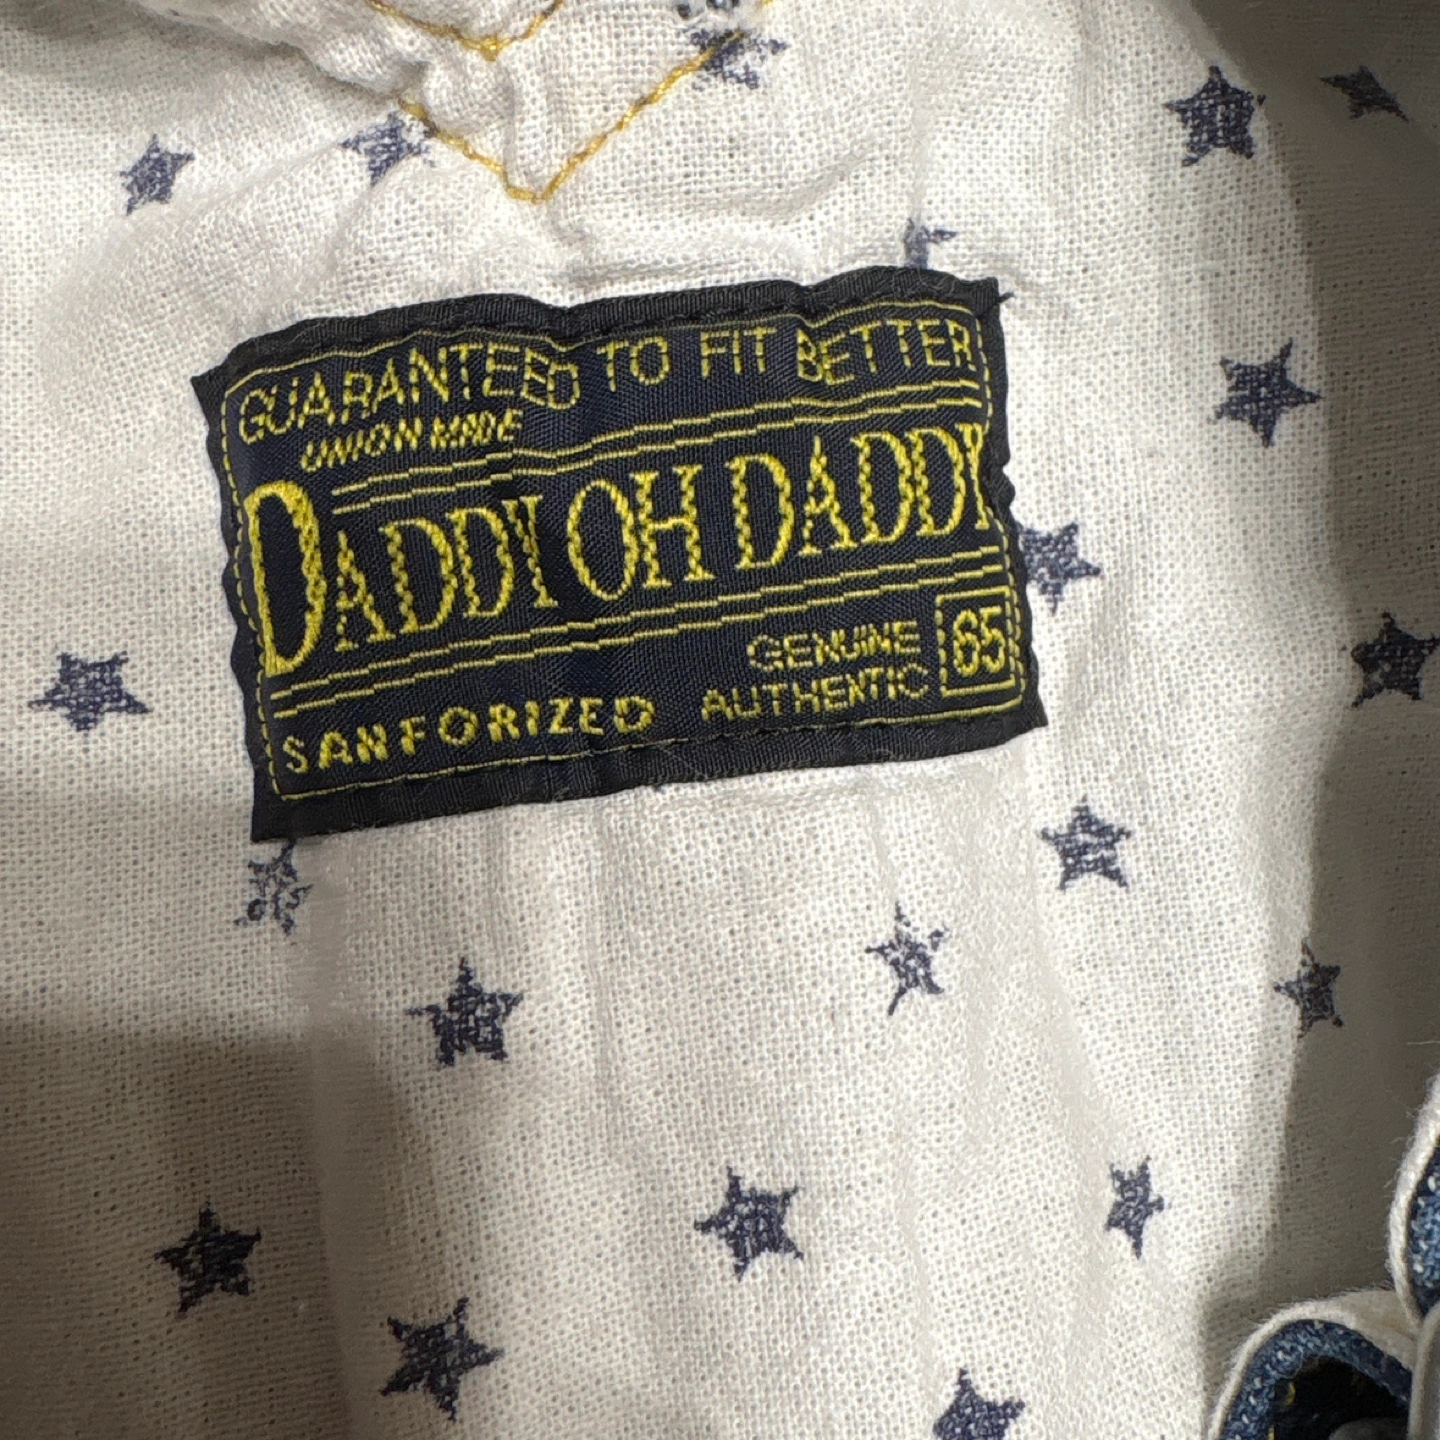 GUARANTEED TO FIT BETTER
UNION MADE
DADDY OH DADDY
GENUINE
AUTHENTIC
65
SANFORIZED